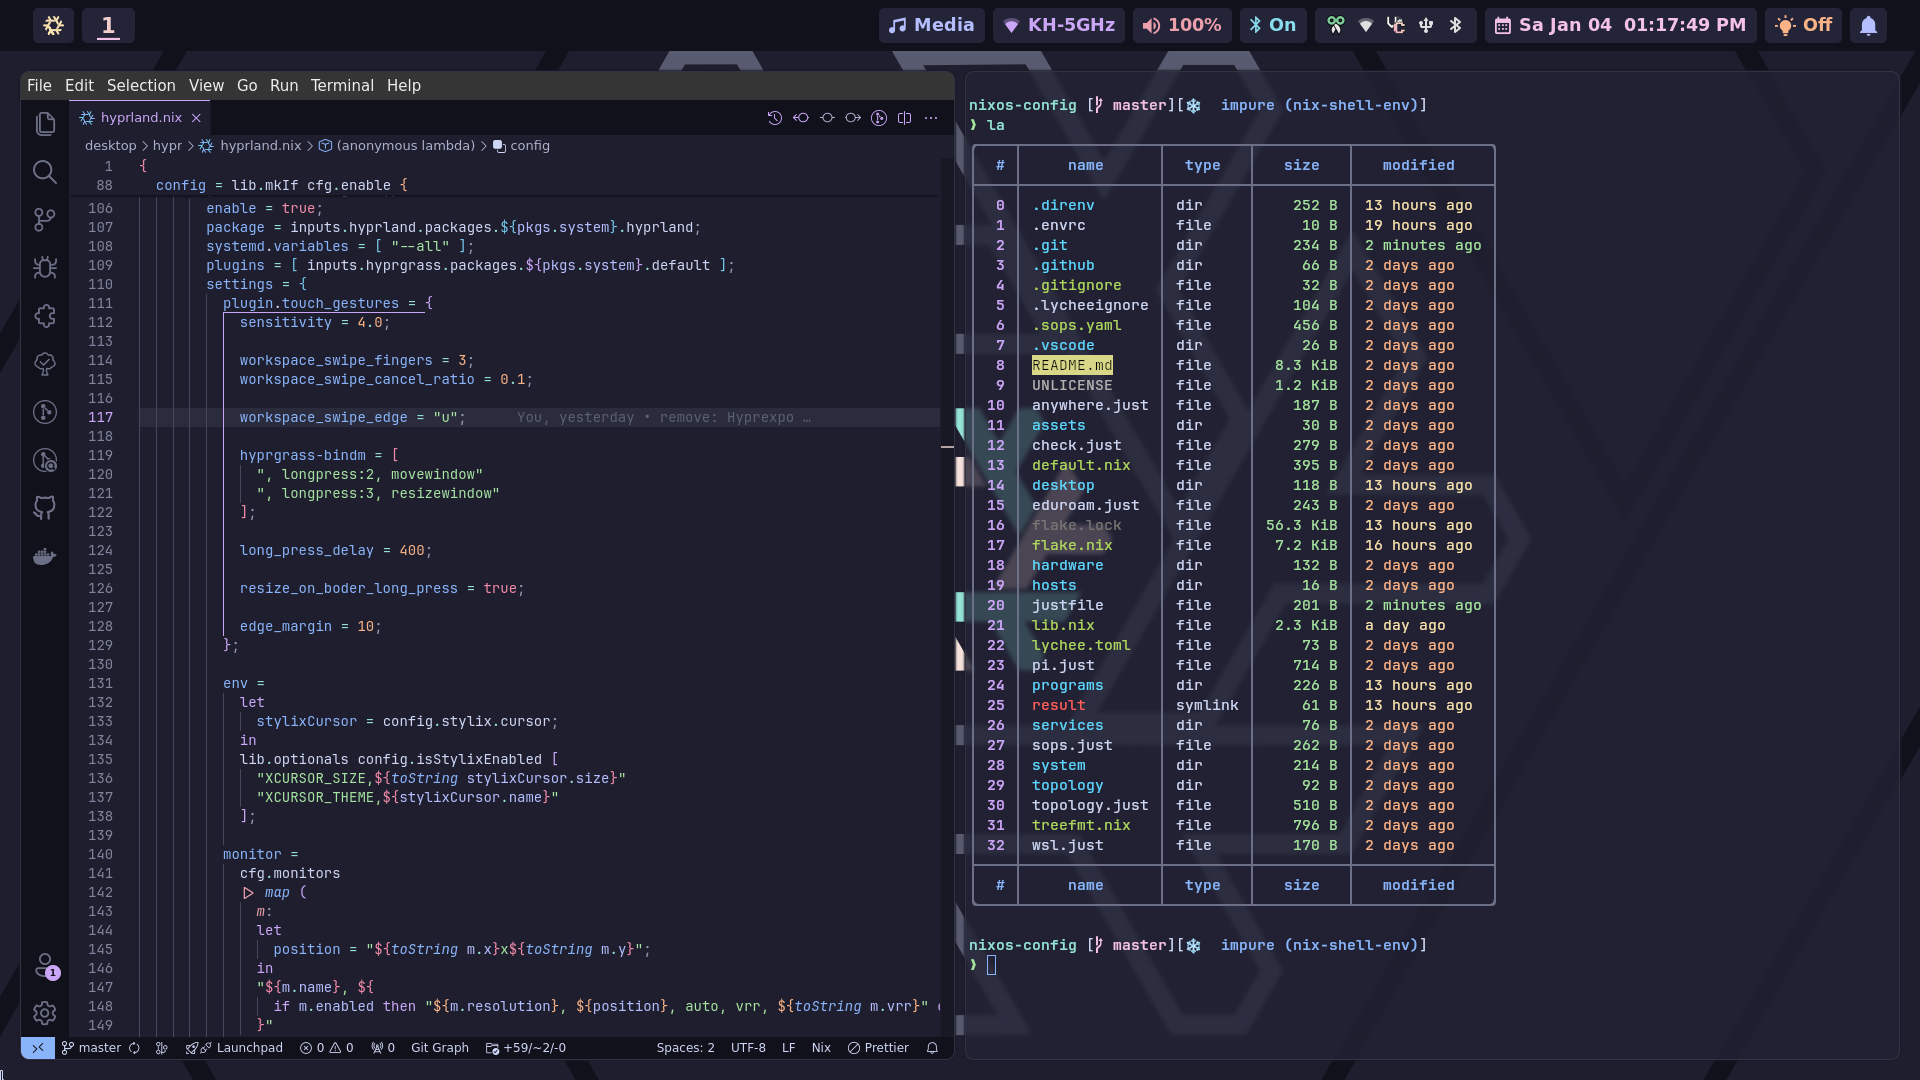 1
Media
KH-5GHz
100%
On
Sa Jan 04 01:17:49 PM
Off
File Edit Selection View Go Run Terminal Help
hyprland.nix
desktop > hypr > hyprland.nix > (anonymous lambda) > config
1 {
88 config = lib.mkIf cfg.enable {
106 enable = true;
107 package = inputs.hyprland.packages.${pkgs.system}.hyprland;
108 systemd.variables = [ "--all" ];
109 plugins = [ inputs.hyprgrass.packages.${pkgs.system}.default ];
110 settings = {
111 plugin.touch_gestures = {
112 sensitivity = 4.0;
113
114 workspace_swipe_fingers = 3;
115 workspace_swipe_cancel_ratio = 0.1;
116
117 workspace_swipe_edge = "u"; You, yesterday • remove: Hyprexpo …
118
119 hyprgrass-bindm = [
120 ", longpress:2, movewindow"
121 ", longpress:3, resizewindow"
122 ];
123
124 long_press_delay = 400;
125
126 resize_on_boder_long_press = true;
127
128 edge_margin = 10;
129 };
130
131 env =
132 let
133 stylixCursor = config.stylix.cursor;
134 in
135 lib.optionals config.isStylixEnabled [
136 "XCURSOR_SIZE,${toString stylixCursor.size}"
137 "XCURSOR_THEME,${stylixCursor.name}"
138 ];
139
140 monitor =
141 cfg.monitors
142 |> map (
143 m:
144 let
145 position = "${toString m.x}x${toString m.y}";
146 in
147 "${m.name}, ${
148 if m.enabled then "${m.resolution}, ${position}, auto, vrr, ${toString m.vrr}"
149 }"
1
master Launchpad 0 0 0 Git Graph +59/~2/-0 Spaces: 2 UTF-8 LF Nix Prettier
nixos-config [ master][ impure (nix-shell-env)]
❯ la
# name type size modified
0 .direnv dir 252 B 13 hours ago
1 .envrc file 10 B 19 hours ago
2 .git dir 234 B 2 minutes ago
3 .github dir 66 B 2 days ago
4 .gitignore file 32 B 2 days ago
5 .lycheeignore file 104 B 2 days ago
6 .sops.yaml file 456 B 2 days ago
7 .vscode dir 26 B 2 days ago
8 README.md file 8.3 KiB 2 days ago
9 UNLICENSE file 1.2 KiB 2 days ago
10 anywhere.just file 187 B 2 days ago
11 assets dir 30 B 2 days ago
12 check.just file 279 B 2 days ago
13 default.nix file 395 B 2 days ago
14 desktop dir 118 B 13 hours ago
15 eduroam.just file 243 B 2 days ago
16 flake.lock file 56.3 KiB 13 hours ago
17 flake.nix file 7.2 KiB 16 hours ago
18 hardware dir 132 B 2 days ago
19 hosts dir 16 B 2 days ago
20 justfile file 201 B 2 minutes ago
21 lib.nix file 2.3 KiB a day ago
22 lychee.toml file 73 B 2 days ago
23 pi.just file 714 B 2 days ago
24 programs dir 226 B 13 hours ago
25 result symlink 61 B 13 hours ago
26 services dir 76 B 2 days ago
27 sops.just file 262 B 2 days ago
28 system dir 214 B 2 days ago
29 topology dir 92 B 2 days ago
30 topology.just file 510 B 2 days ago
31 treefmt.nix file 796 B 2 days ago
32 wsl.just file 170 B 2 days ago
# name type size modified
nixos-config [ master][ impure (nix-shell-env)]
❯